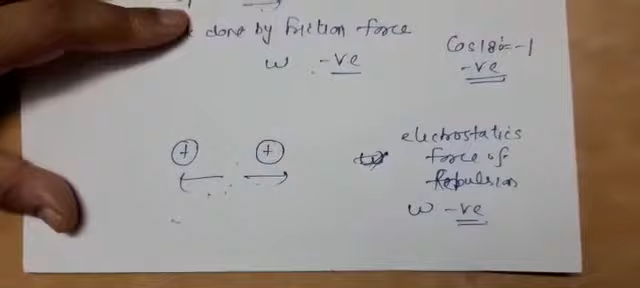 done by friction force
W -ve
Cos180°=-1
-ve
+ +
electrostatics
force of
Repulsion
W -ve